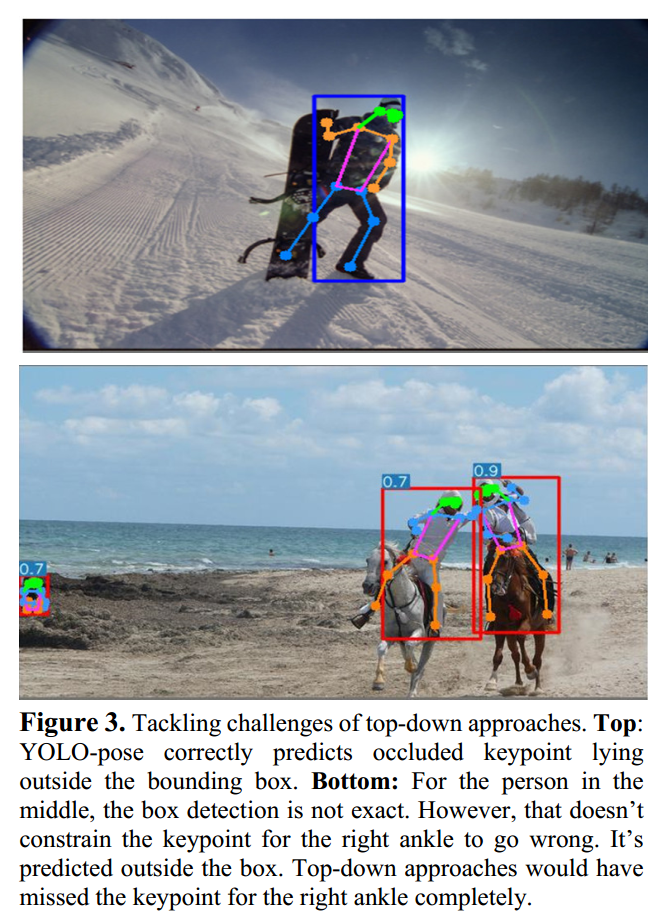 0.9
0.7
0.7
Figure 3. Tackling challenges of top-down approaches. Top:
YOLO-pose correctly predicts occluded keypoint lying
outside the bounding box. Bottom: For the person in the
middle, the box detection is not exact. However, that doesn’t
constrain the keypoint for the right ankle to go wrong. It’s
predicted outside the box. Top-down approaches would have
missed the keypoint for the right ankle completely.